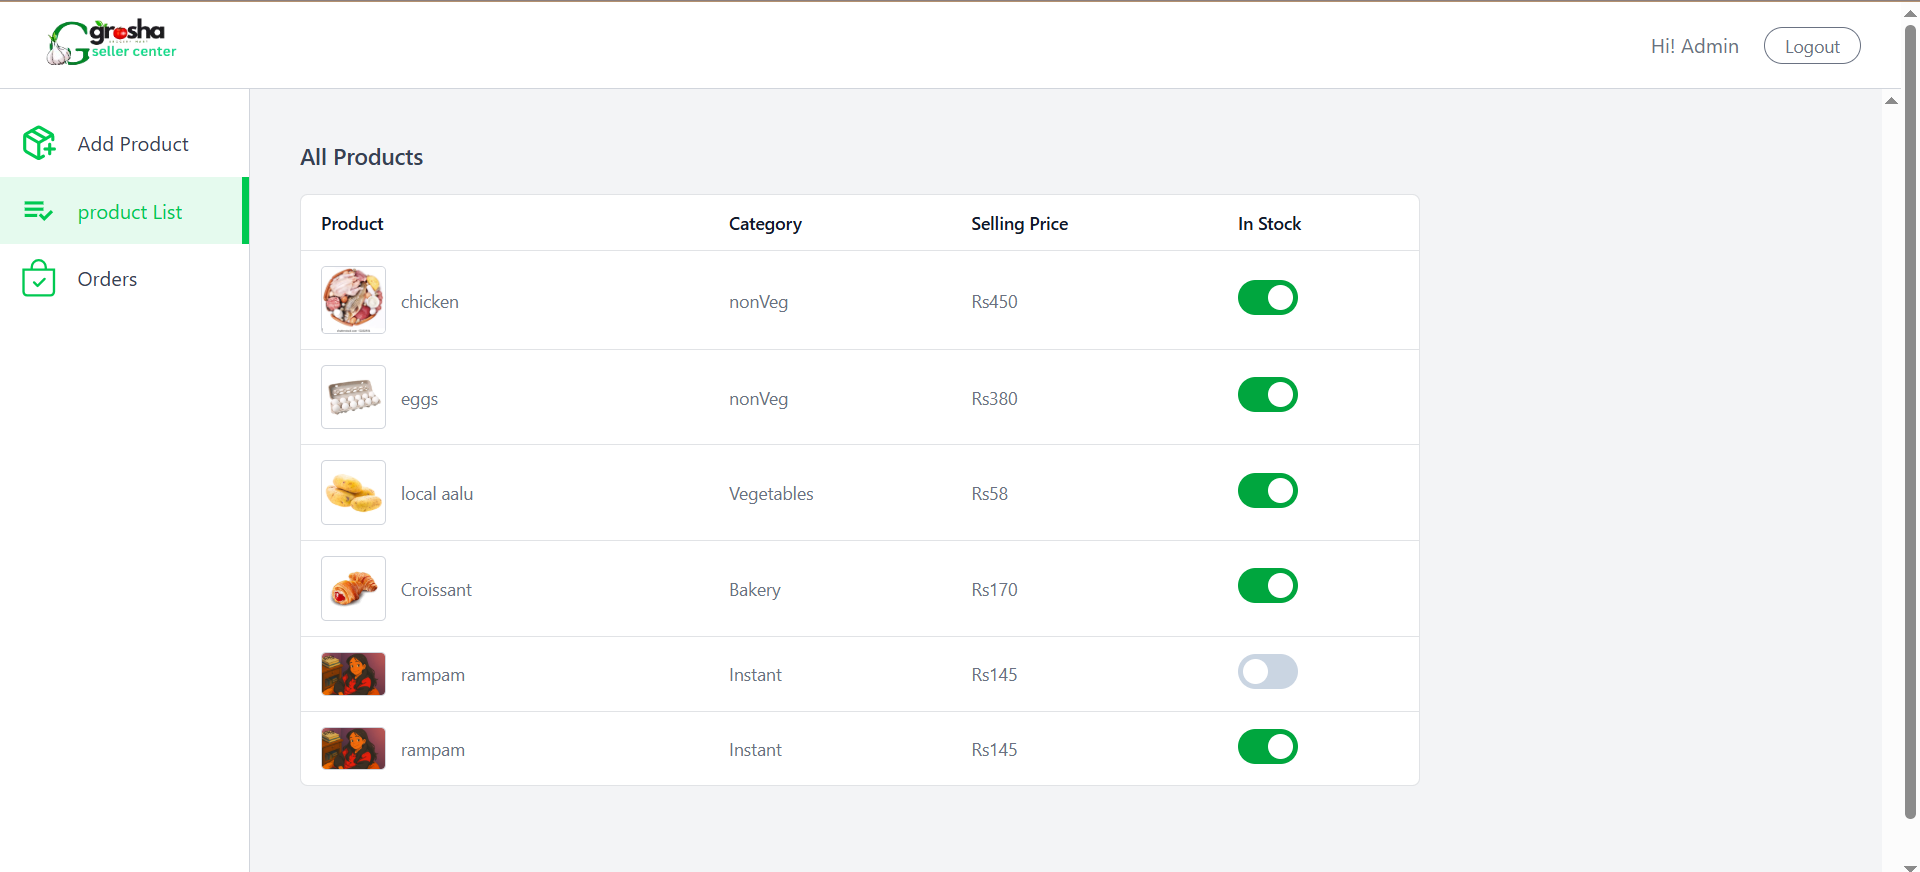 grosha
seller center
Hi! Admin
Logout
Add Product
product List
Orders
All Products
Product Category Selling Price In Stock
chicken nonVeg Rs450
eggs nonVeg Rs380
local aalu Vegetables Rs58
Croissant Bakery Rs170
rampam Instant Rs145
rampam Instant Rs145